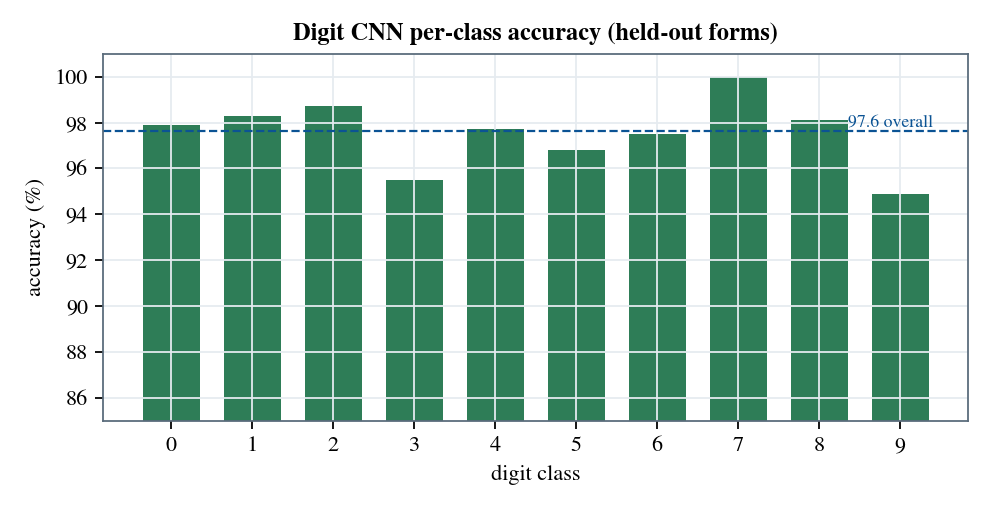 Digit CNN per-class accuracy (held-out forms)
100
98
96
94
92
90
88
86
accuracy (%)
97.6 overall
0 1 2 3 4 5 6 7 8 9
digit class